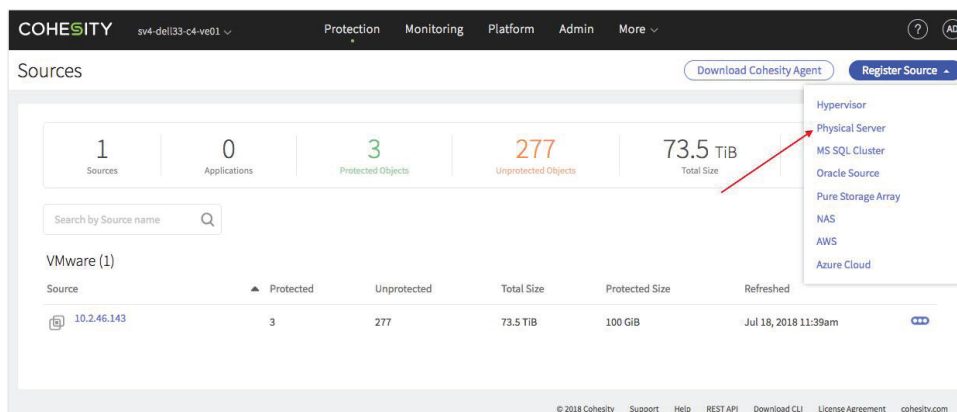 COHESITY sv4-dell33-c4-ve01 Protection Monitoring Platform Admin More ? AD
Sources Download Cohesity Agent Register Source
Hypervisor
Physical Server
MS SQL Cluster
Oracle Source
Pure Storage Array
NAS
AWS
Azure Cloud
1 0 3 277 73.5 TiB
Sources Applications Protected Objects Unprotected Objects Total Size
Search by Source name
VMware (1)
Source Protected Unprotected Total Size Protected Size Refreshed
10.2.46.143 3 277 73.5 TiB 100 GiB Jul 18, 2018 11:39am
© 2018 Cohesity Support Help REST API Download CLI License Agreement cohesity.com